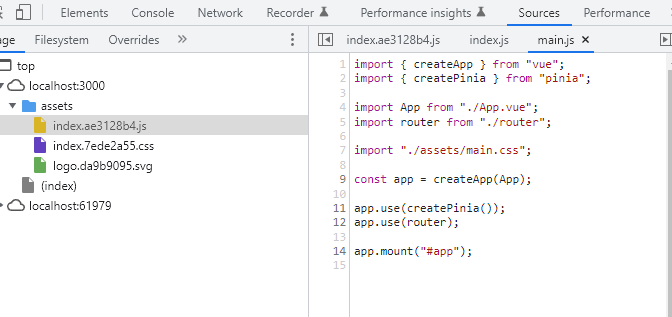 Elements Console Network Recorder Performance insights Sources Performance
age Filesystem Overrides »
index.ae3128b4.js index.js main.js ×
top
localhost:3000
assets
index.ae3128b4.js
index.7ede2a55.css
logo.da9b9095.svg
(index)
localhost:61979
1 import { createApp } from "vue";
2 import { createPinia } from "pinia";
3
4 import App from "./App.vue";
5 import router from "./router";
6
7 import "./assets/main.css";
8
9 const app = createApp(App);
10
11 app.use(createPinia());
12 app.use(router);
13
14 app.mount("#app");
15